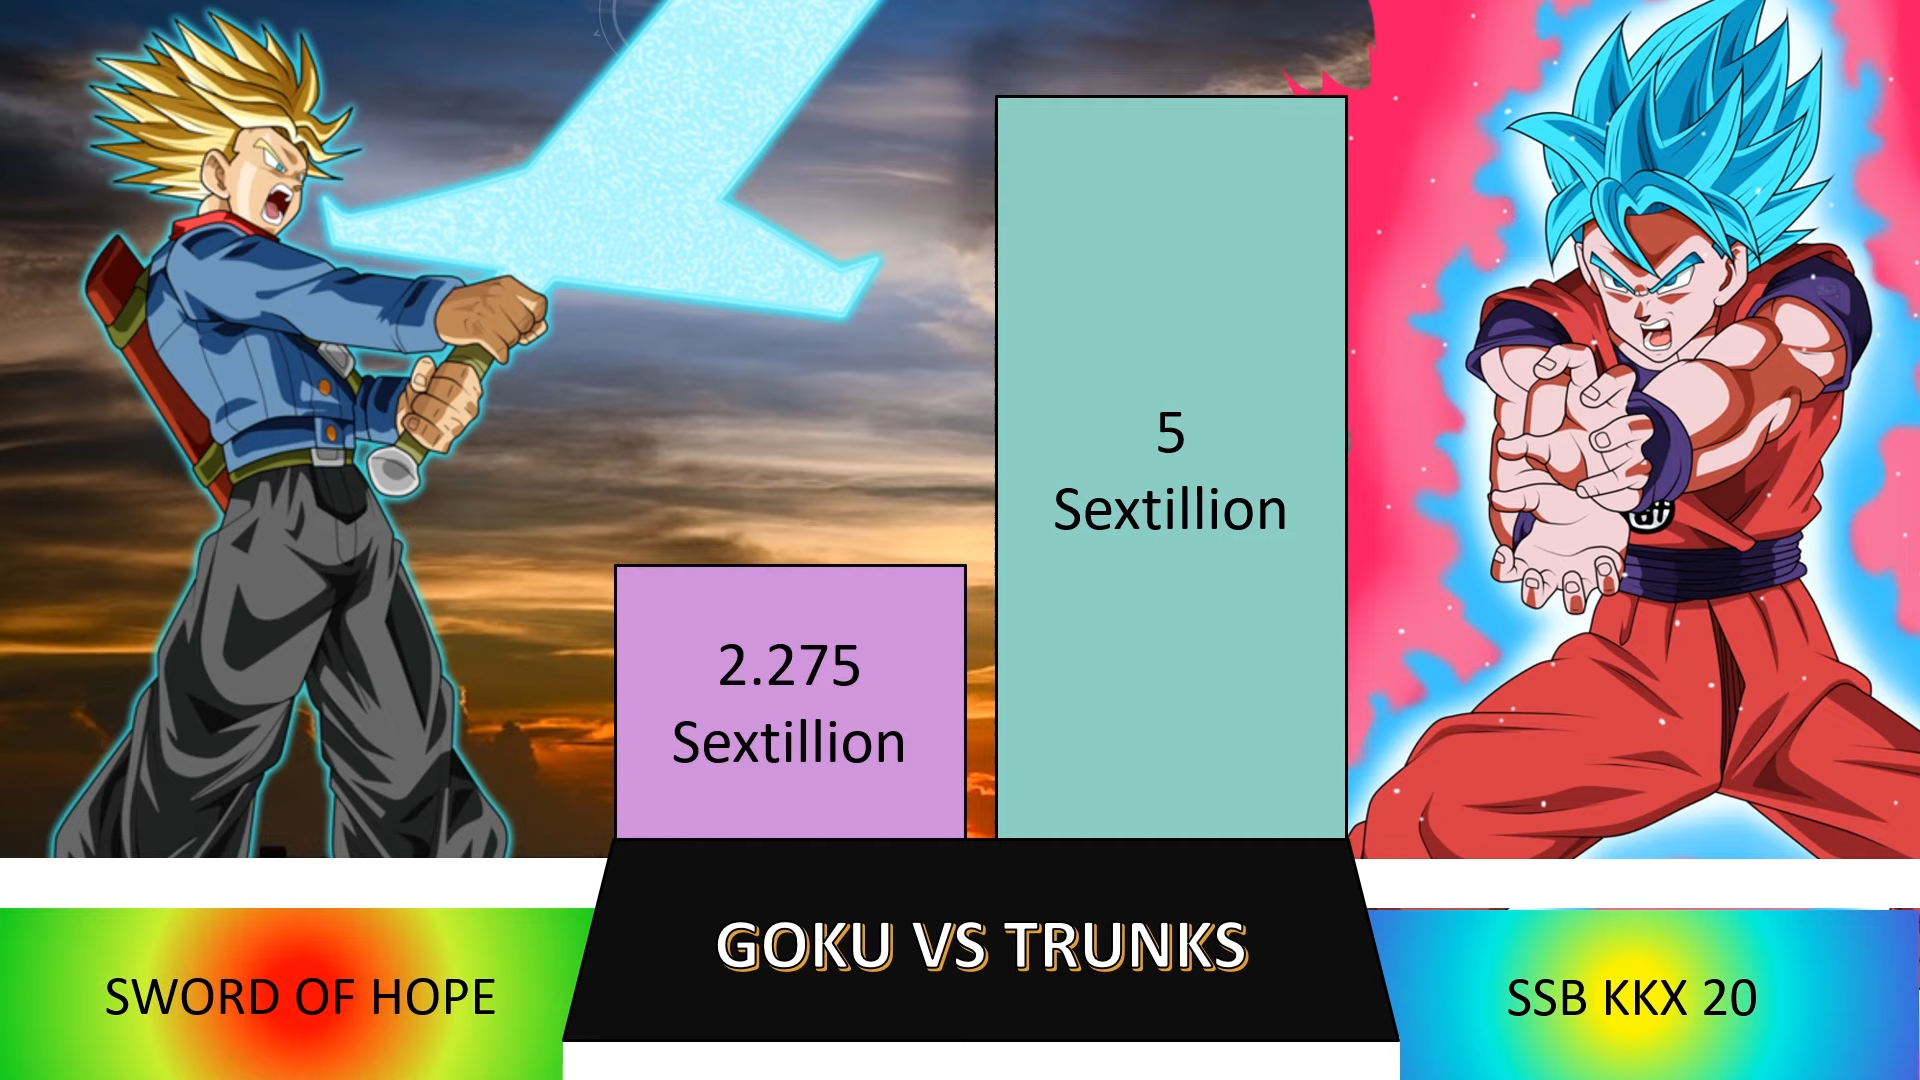 5
Sextillion
2.275
Sextillion
GOKU VS TRUNKS
SWORD OF HOPE
SSB KKX 20